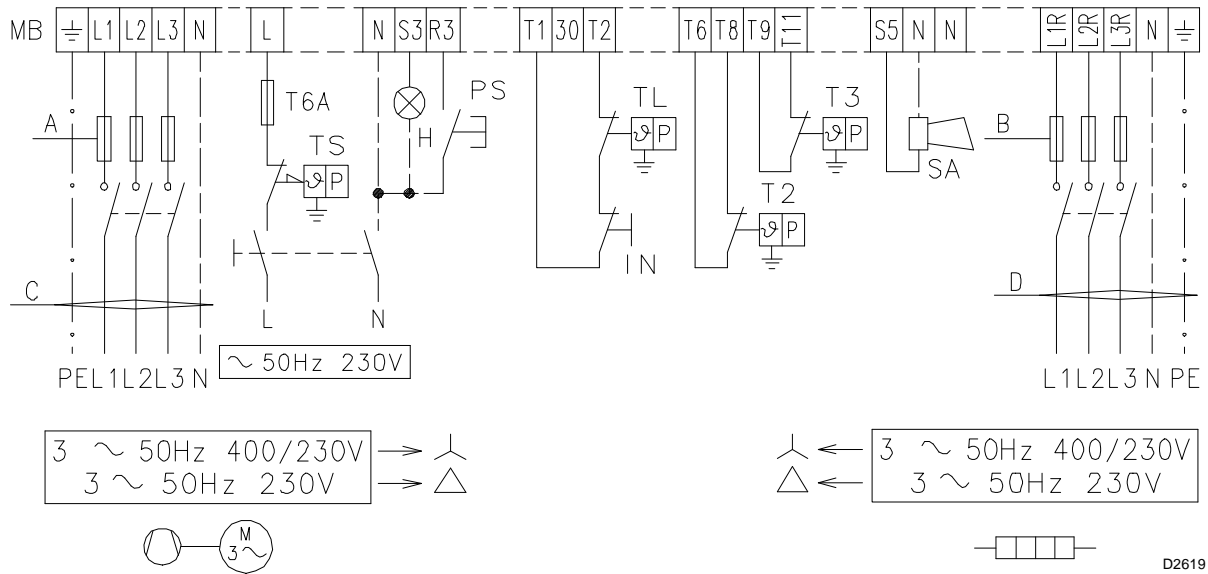 MB L1 L2 L3 N L N S3 R3 T1 30 T2 T6 T8 T9 T11 S5 N N L1R L2R L3R N
T6A PS TL T3
A H ϑ P ϑ P B
TS SA
ϑ P T2
ϑ P
IN
C D
L N
~ 50Hz 230V
PE L1 L2 L3 N L1 L2 L3 N PE
3 ~ 50Hz 400/230V 3 ~ 50Hz 400/230V
3 ~ 50Hz 230V 3 ~ 50Hz 230V
M
3~
D2619